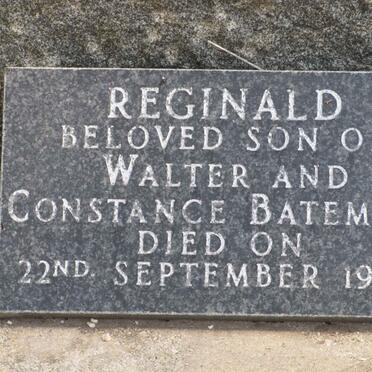 REGINALD
BELOVED SON O
WALTER AND
CONSTANCE BATEM
DIED ON
22ND. SEPTEMBER 19